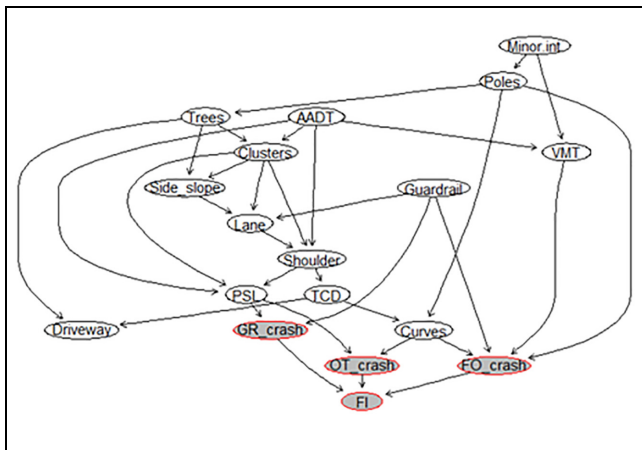 Minor.int
Poles
Trees
AADT
Clusters
VMT
Side_slope
Guardrail
Lane
Shoulder
PSL
TCD
Driveway
GR_crash
Curves
OT_crash
FO_crash
FI